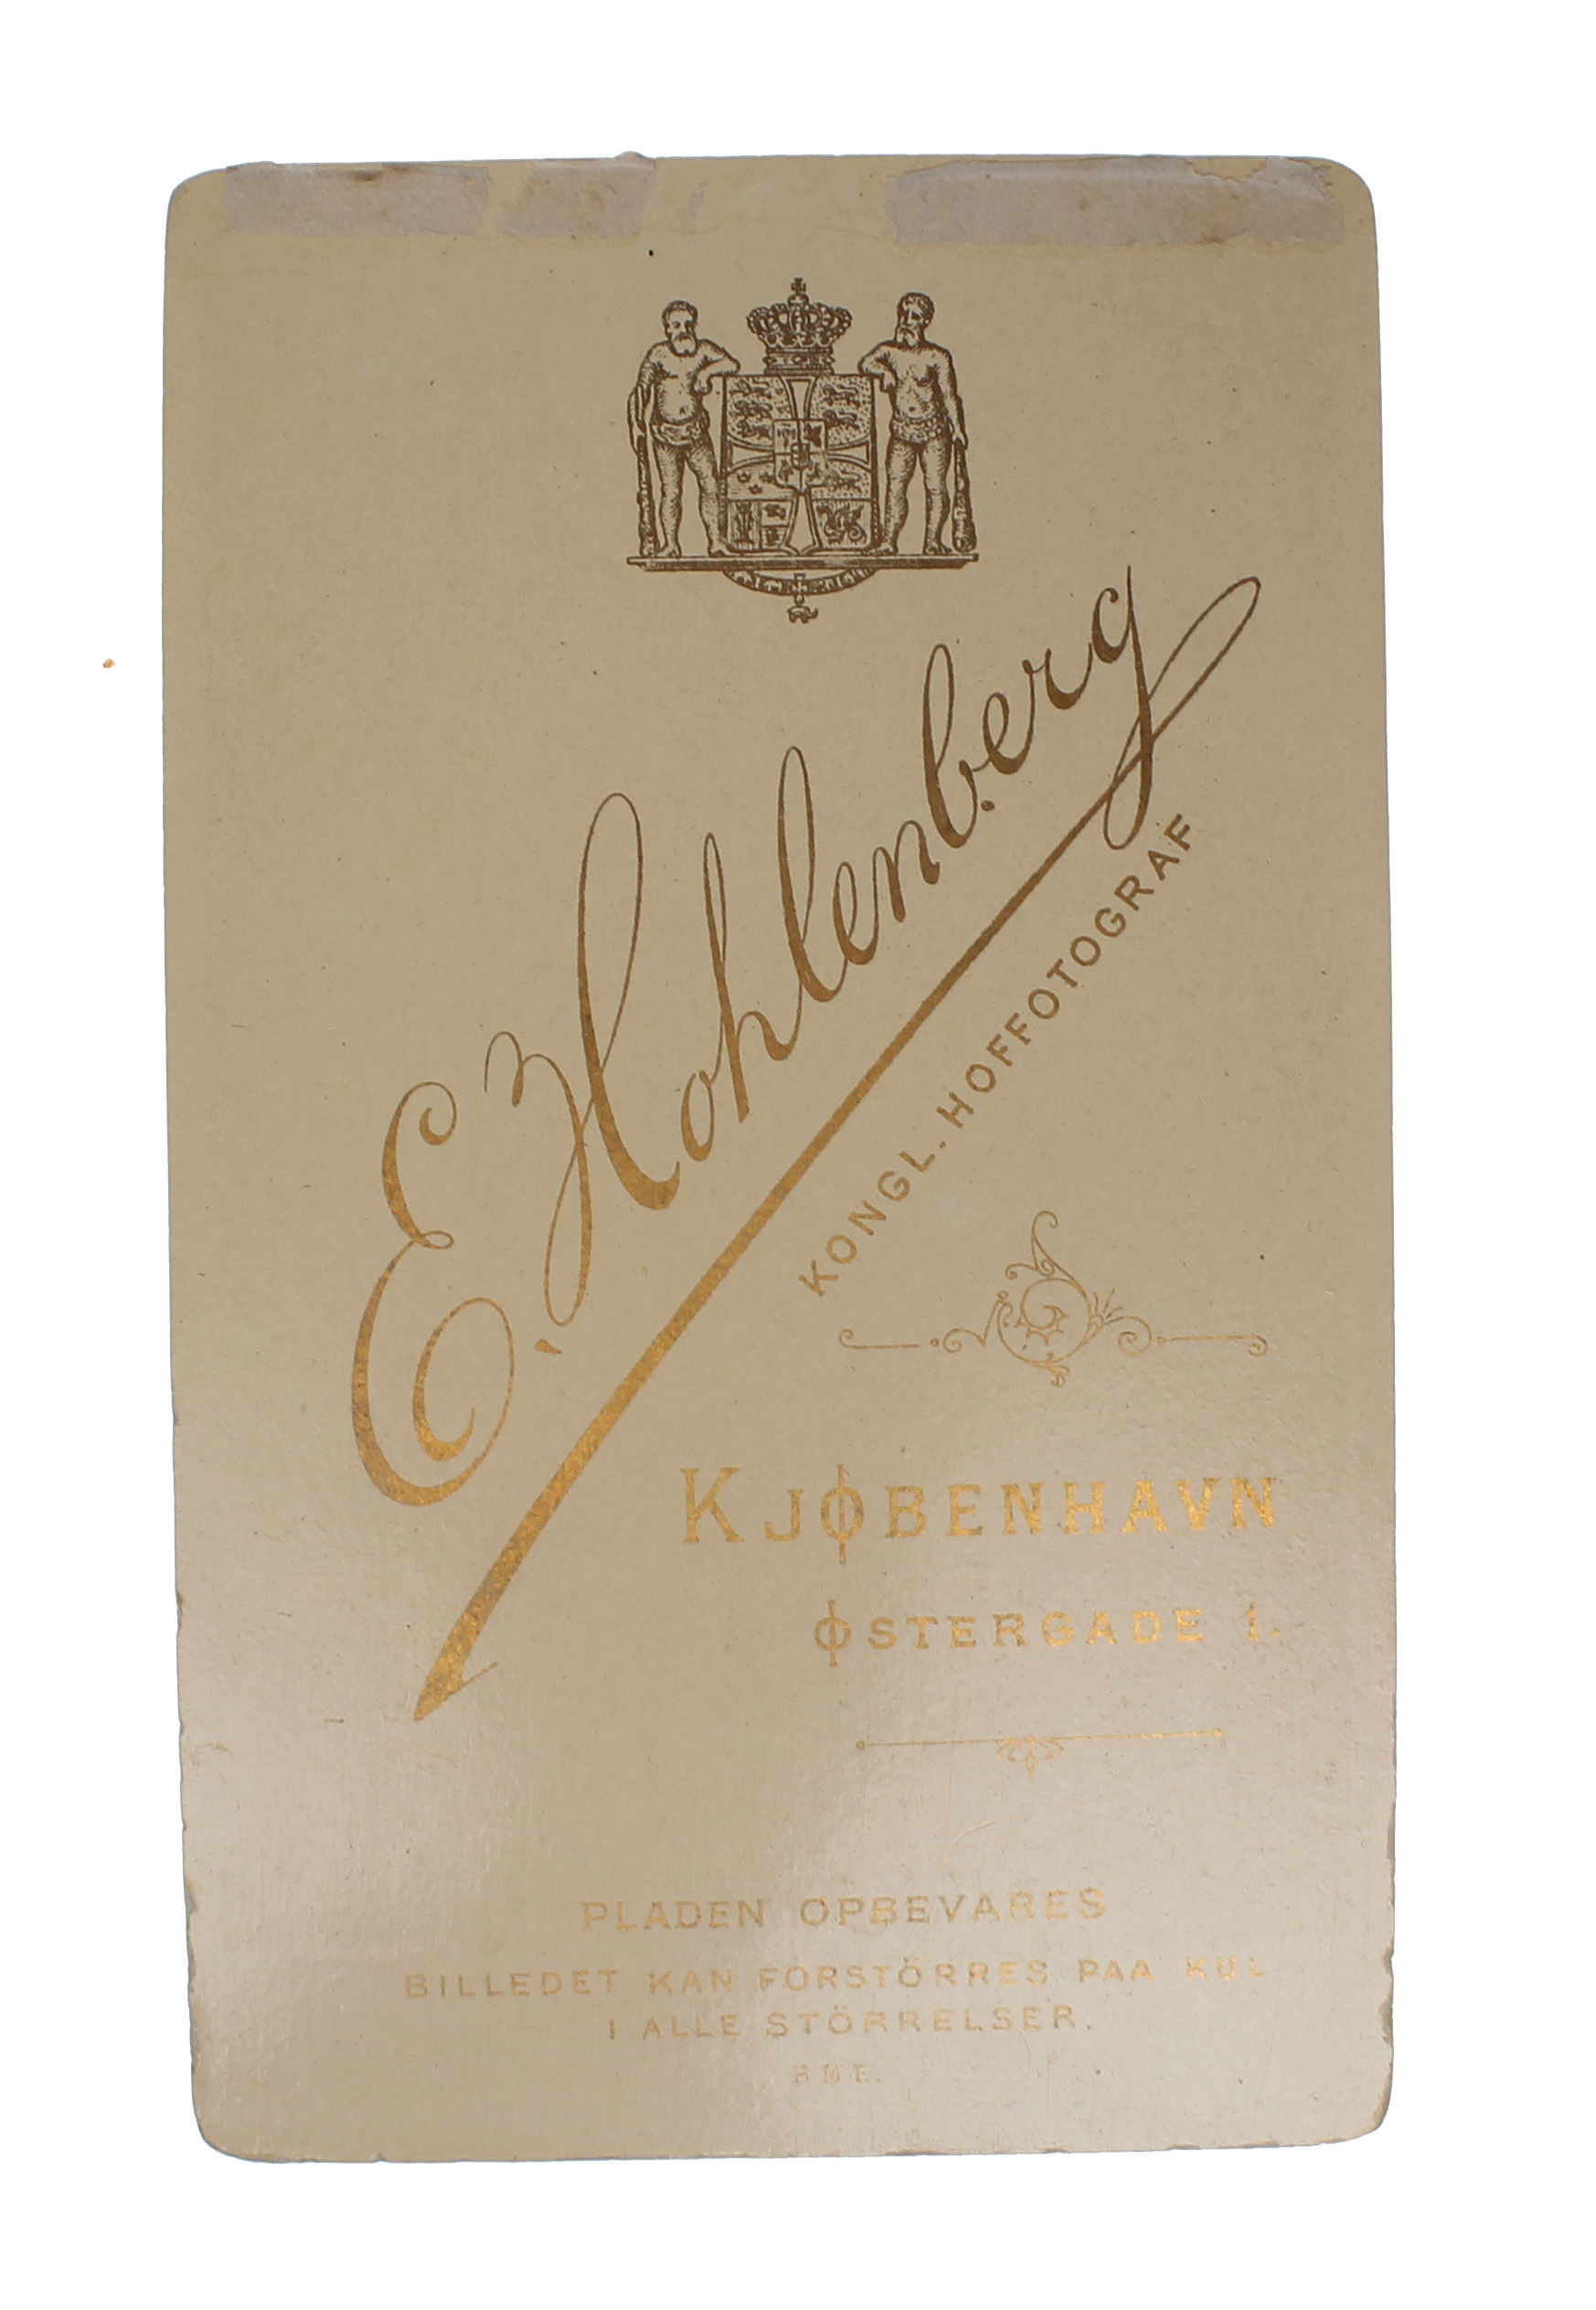 E. Hohlenberg
KONGL. HOFFOTOGRAF
KJØBENHAVN
ØSTERGADE 1.
PLADEN OPBEVARES
BILLEDET KAN FORSTÖRRES PAA KUL
I ALLE STÖRRELSER.
B M E.